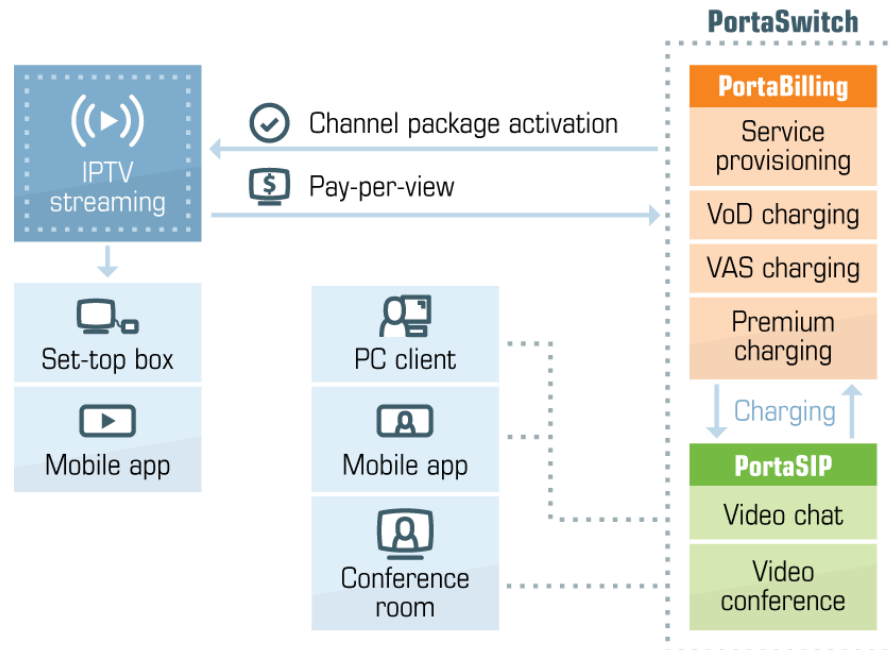 PortaSwitch
PortaBilling
Service
provisioning
VoD charging
VAS charging
Premium
charging
Charging
PortaSIP
Video chat
Video
conference
Channel package activation
Pay-per-view
$
IPTV
streaming
Set-top box
Mobile app
PC client
Mobile app
Conference
room